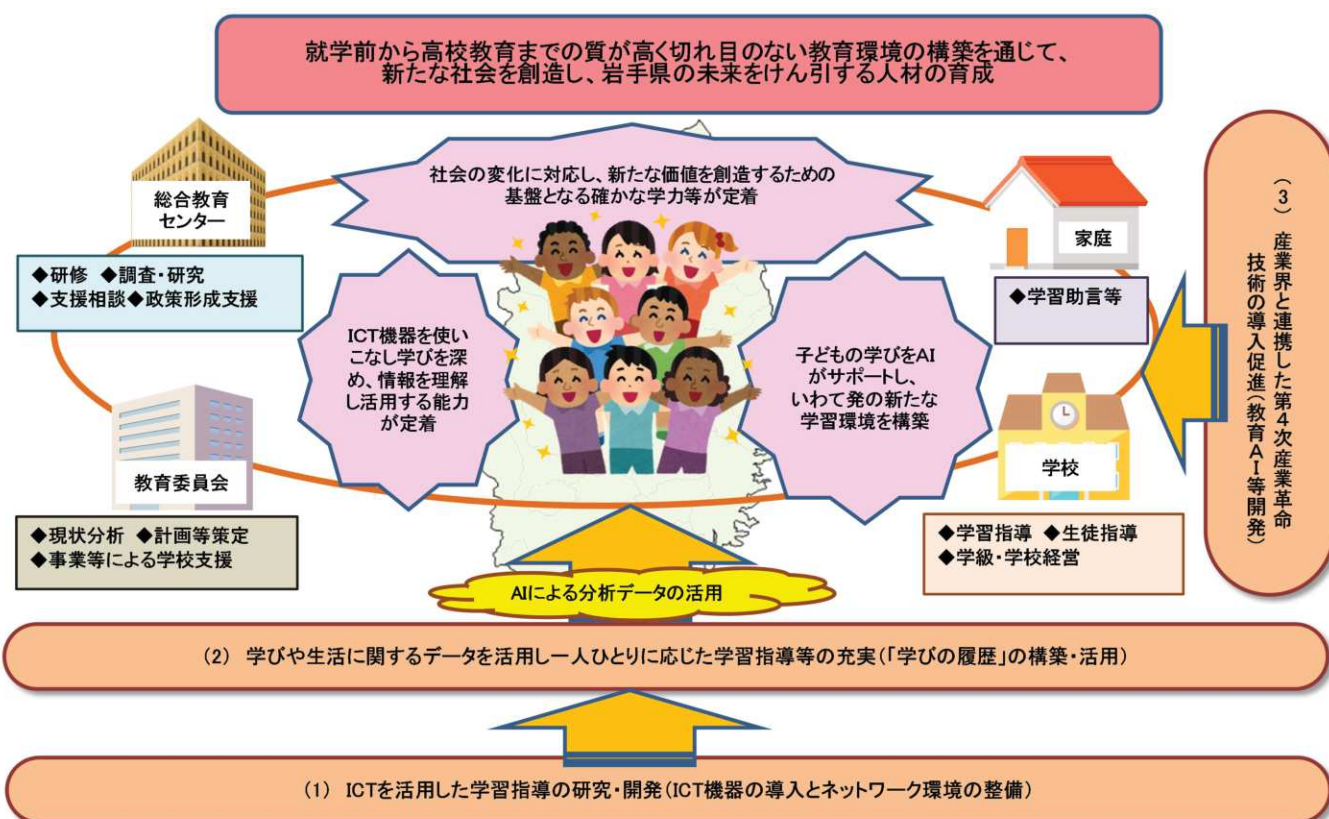 就学前から高校教育までの質が高く切れ目のない教育環境の構築を通じて、
新たな社会を創造し、岩手県の未来をけん引する人材の育成
社会の変化に対応し、新たな価値を創造するための
基盤となる確かな学力等が定着
総合教育
センター
◆研修 ◆調査・研究
◆支援相談◆政策形成支援
家庭
◆学習助言等
ICT機器を使い
こなし学びを深
め、情報を理解
し活用する能力
が定着
子どもの学びをAI
がサポートし、
いわて発の新たな
学習環境を構築
教育委員会
◆現状分析 ◆計画等策定
◆事業等による学校支援
学校
◆学習指導 ◆生徒指導
◆学級・学校経営
(3) 産業界と連携した第4次産業革命
技術の導入促進(教育AI等開発)
AIによる分析データの活用
(2) 学びや生活に関するデータを活用し一人ひとりに応じた学習指導等の充実(「学びの履歴」の構築・活用)
(1) ICTを活用した学習指導の研究・開発(ICT機器の導入とネットワーク環境の整備)